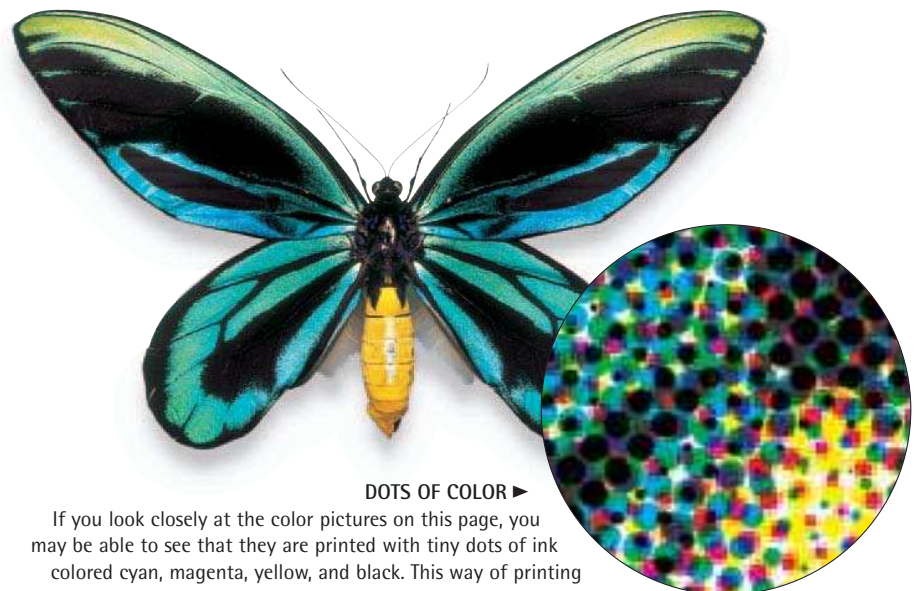 DOTS OF COLOR ►
If you look closely at the color pictures on this page, you
may be able to see that they are printed with tiny dots of ink
colored cyan, magenta, yellow, and black. This way of printing